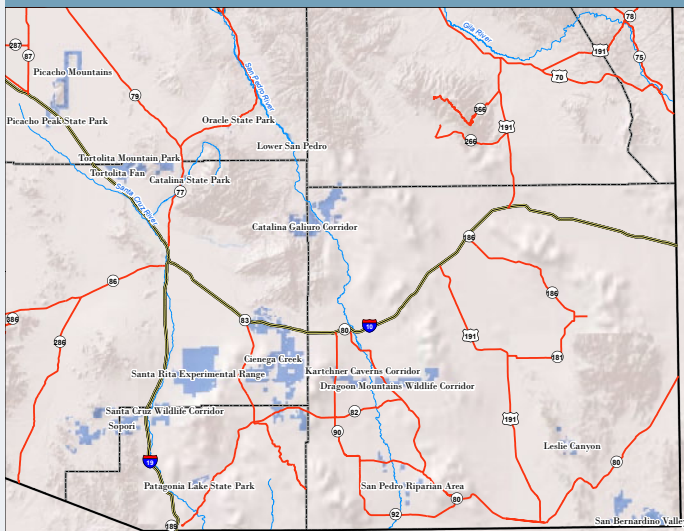 78
Gila River
287
87
191
75
70
Picacho Mountains
San Pedro River
79
366
Picacho Peak State Park
Oracle State Park
191
266
Lower San Pedro
Tortolita Mountain Park
Tortolita Fan
Catalina State Park
77
Santa Cruz River
Catalina Galiuro Corridor
186
86
186
386
83
80
10
191
286
181
Cienega Creek
Santa Rita Experimental Range
Kartchner Caverns Corridor
Dragoon Mountains Wildlife Corridor
Santa Cruz Wildlife Corridor
82
191
Sopori
90
Leslie Canyon
19
80
Patagonia Lake State Park
San Pedro Riparian Area
80
92
189
San Bernardino Valle